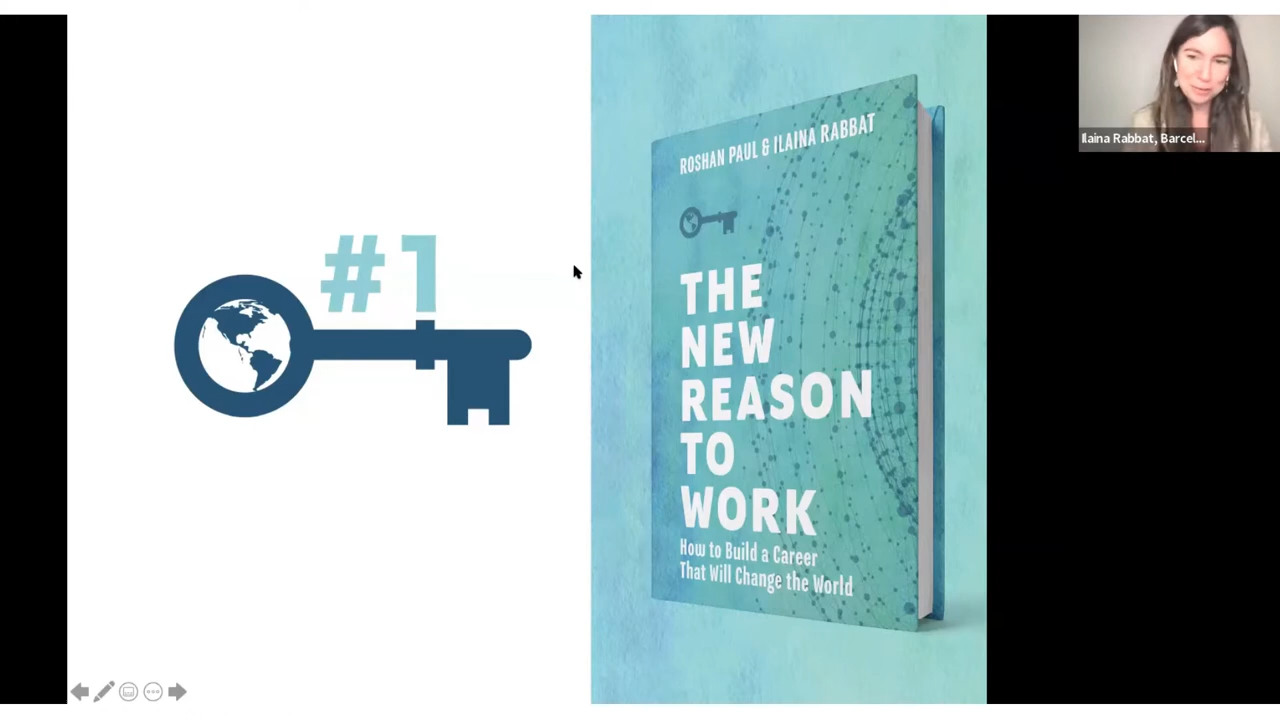 #1
ROSHAN PAUL & ILAINA RABBAT
THE
NEW
REASON
TO
WORK
How to Build a Career
That Will Change the World
Ilaina Rabbat, Barcel...